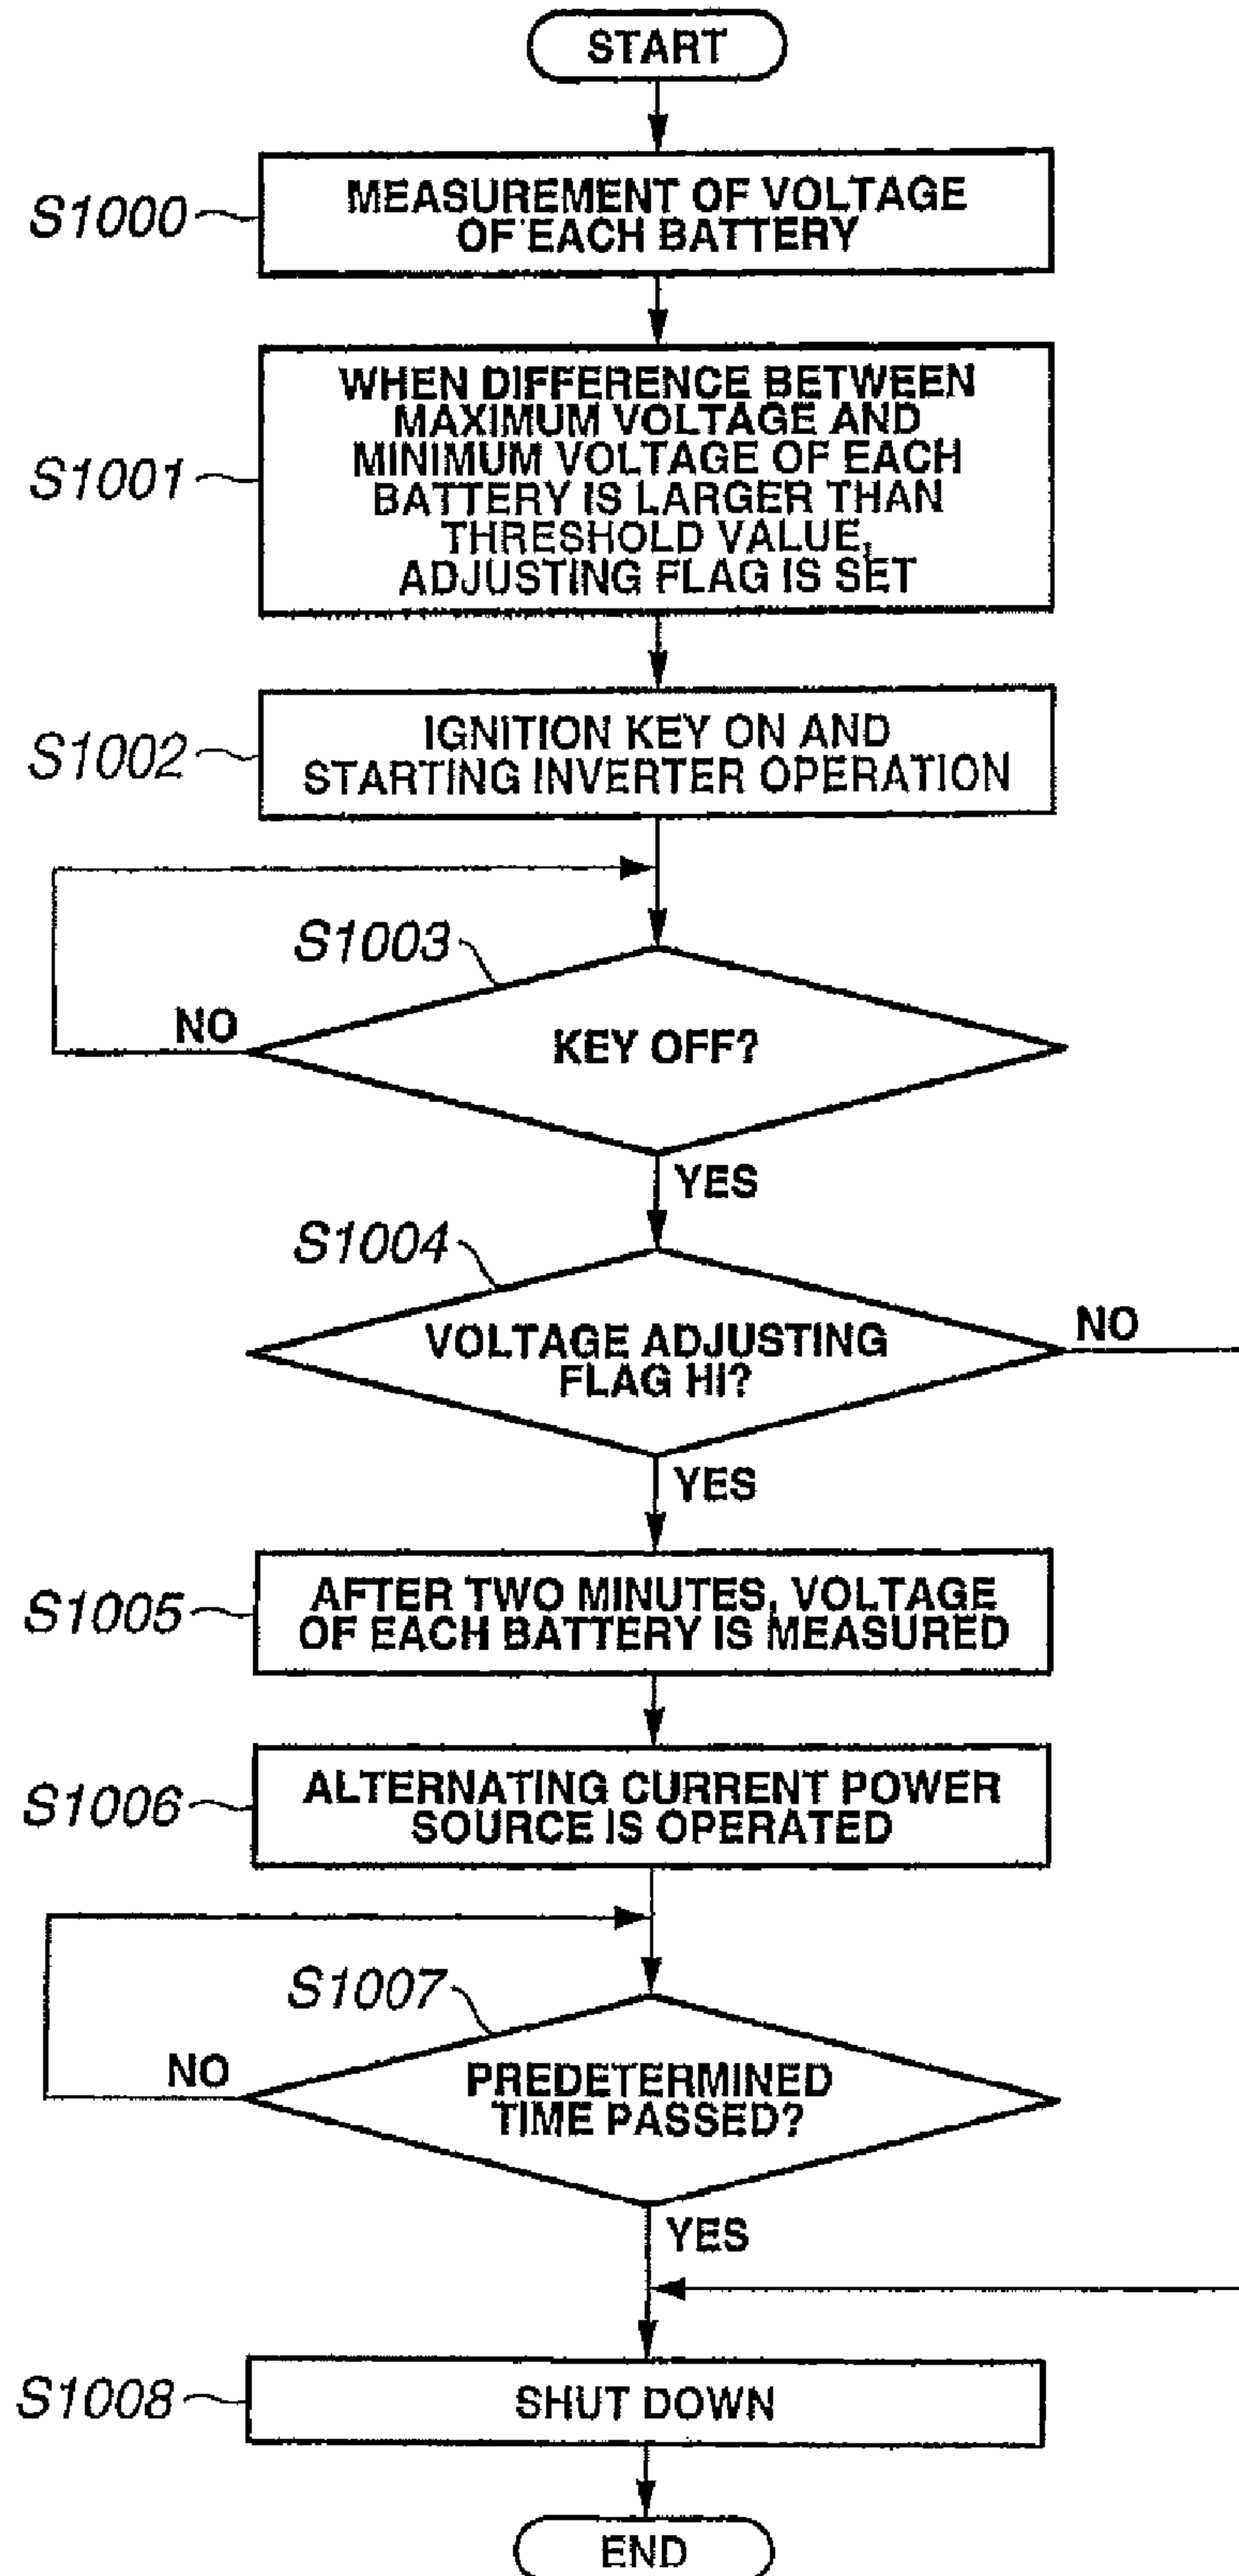 START
S1000
MEASUREMENT OF VOLTAGE
OF EACH BATTERY
S1001
WHEN DIFFERENCE BETWEEN
MAXIMUM VOLTAGE AND
MINIMUM VOLTAGE OF EACH
BATTERY IS LARGER THAN
THRESHOLD VALUE,
ADJUSTING FLAG IS SET
S1002
IGNITION KEY ON AND
STARTING INVERTER OPERATION
S1003
NO
KEY OFF?
YES
S1004
VOLTAGE ADJUSTING
FLAG HI?
NO
YES
S1005
AFTER TWO MINUTES, VOLTAGE
OF EACH BATTERY IS MEASURED
S1006
ALTERNATING CURRENT POWER
SOURCE IS OPERATED
S1007
NO
PREDETERMINED
TIME PASSED?
YES
S1008
SHUT DOWN
END